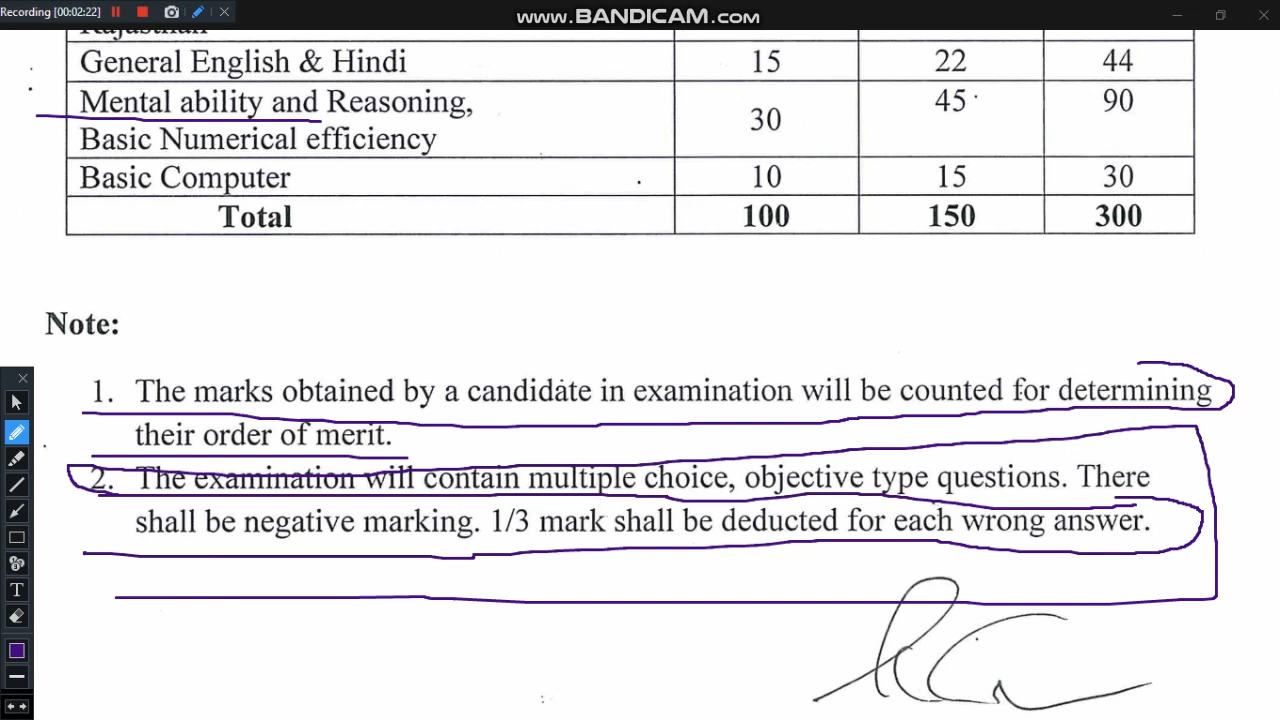 Recording [00:02:22]
www.BANDICAM.com
Rajasthan
General English & Hindi 15 22 44
Mental ability and Reasoning, 45 90
30
Basic Numerical efficiency
Basic Computer 10 15 30
Total 100 150 300
Note:
1. The marks obtained by a candidate in examination will be counted for determining
their order of merit.
2. The examination will contain multiple choice, objective type questions. There
shall be negative marking. 1/3 mark shall be deducted for each wrong answer.
T